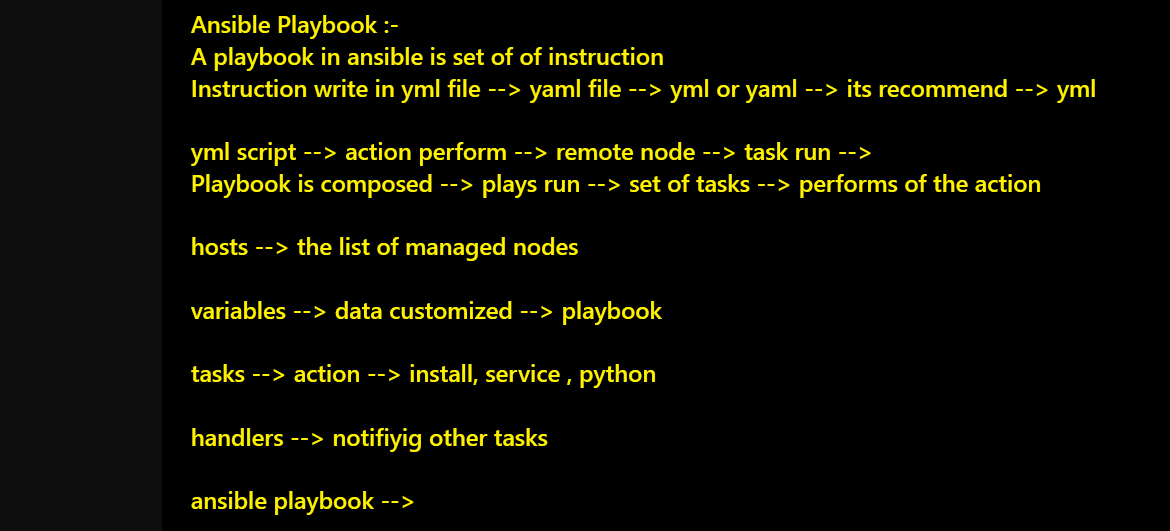 Ansible Playbook :-
A playbook in ansible is set of of instruction
Instruction write in yml file --> yaml file --> yml or yaml --> its recommend --> yml
yml script --> action perform --> remote node --> task run -->
Playbook is composed --> plays run --> set of tasks --> performs of the action
hosts --> the list of managed nodes
variables --> data customized --> playbook
tasks --> action --> install, service , python
handlers --> notifiyig other tasks
ansible playbook -->